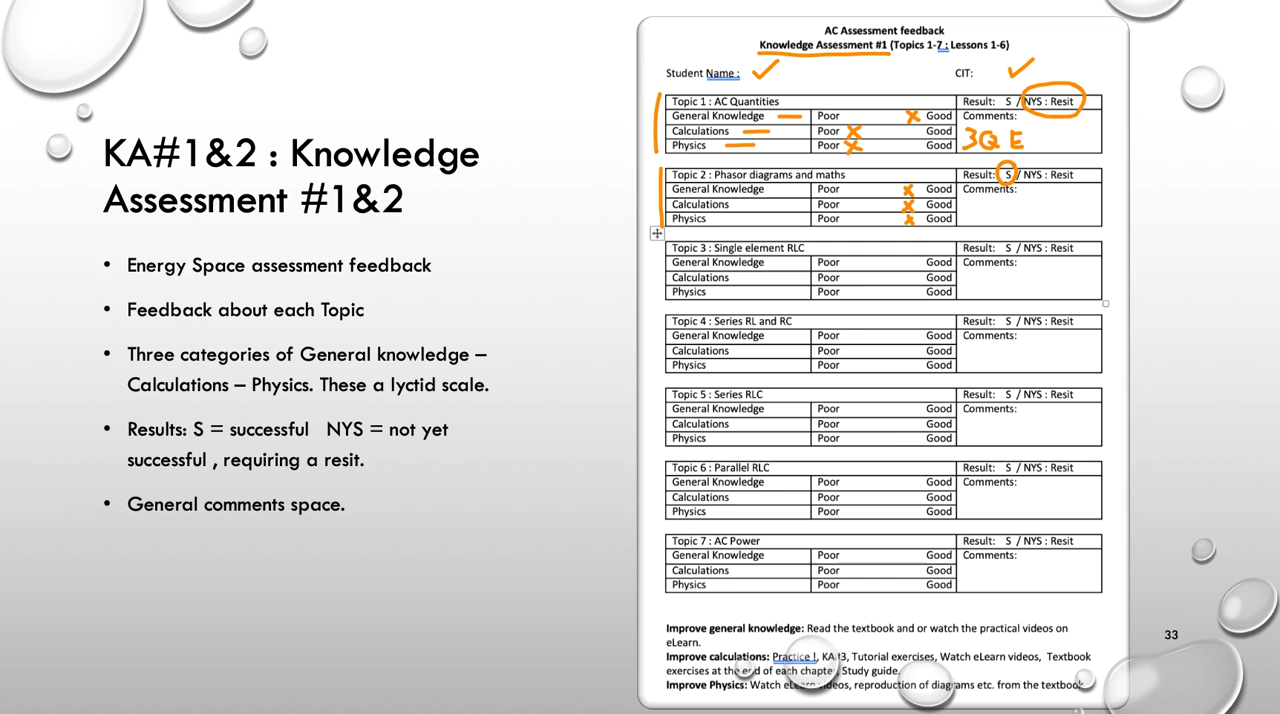 KA#1&2 : Knowledge
Assessment #1&2
• Energy Space assessment feedback
• Feedback about each Topic
• Three categories of General knowledge –
Calculations – Physics. These a lyctid scale.
• Results: S = successful NYS = not yet
successful , requiring a resit.
• General comments space.
AC Assessment feedback
Knowledge Assessment #1 (Topics 1-7 : Lessons 1-6)
Student Name : CIT:
Topic 1 : AC Quantities Result: S / NYS : Resit
General Knowledge Poor Good Comments:
Calculations Poor Good
Physics Poor Good 3Q E
Topic 2 : Phasor diagrams and maths Result: S / NYS : Resit
General Knowledge Poor Good Comments:
Calculations Poor Good
Physics Poor Good
Topic 3 : Single element RLC Result: S / NYS : Resit
General Knowledge Poor Good Comments:
Calculations Poor Good
Physics Poor Good
Topic 4 : Series RL and RC Result: S / NYS : Resit
General Knowledge Poor Good Comments:
Calculations Poor Good
Physics Poor Good
Topic 5 : Series RLC Result: S / NYS : Resit
General Knowledge Poor Good Comments:
Calculations Poor Good
Physics Poor Good
Topic 6 : Parallel RLC Result: S / NYS : Resit
General Knowledge Poor Good Comments:
Calculations Poor Good
Physics Poor Good
Topic 7 : AC Power Result: S / NYS : Resit
General Knowledge Poor Good Comments:
Calculations Poor Good
Physics Poor Good
Improve general knowledge: Read the textbook and or watch the practical videos on
eLearn.
Improve calculations: Practice Tutorial exercises, Watch eLearn videos, Textbook
exercises at the end of each Study guide.
Improve Physics: Watch eLearn videos, reproduction of diagrams etc. from the textbook
33